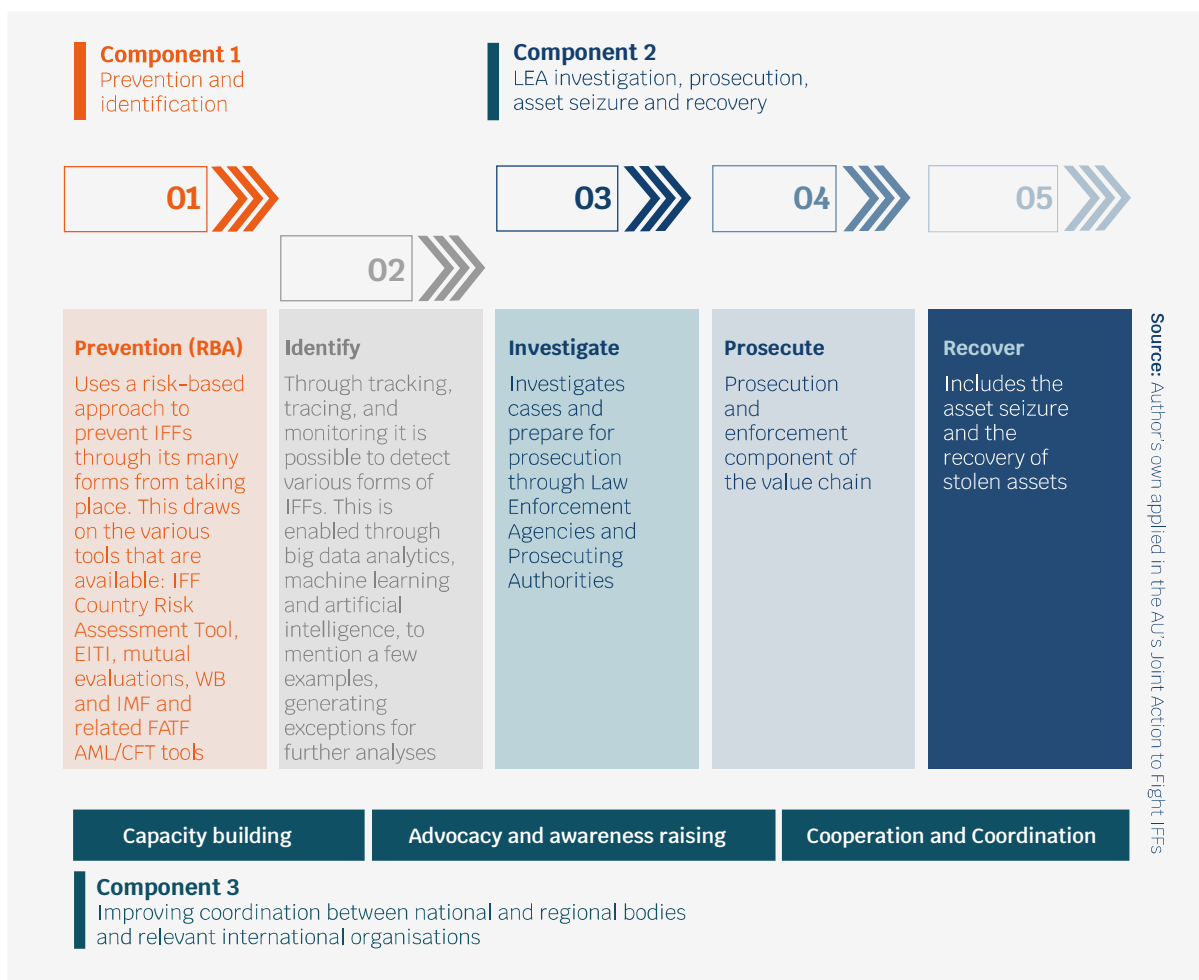 Component 1
Prevention and
identification
Component 2
LEA investigation, prosecution,
asset seizure and recovery
01
02
03
04
05
Prevention (RBA)
Uses a risk-based
approach to
prevent IFFs
through its many
forms from taking
place. This draws
on the various
tools that are
available: IFF
Country Risk
Assessment Tool,
EITI, mutual
evaluations, WB
and IMF and
related FATF
AML/CFT tools
Identify
Through tracking,
tracing, and
monitoring it is
possible to detect
various forms of
IFFs. This is
enabled through
big data analytics,
machine learning
and artificial
intelligence, to
mention a few
examples,
generating
exceptions for
further analyses
Investigate
Investigates
cases and
prepare for
prosecution
through Law
Enforcement
Agencies and
Prosecuting
Authorities
Prosecute
Prosecution
and
enforcement
component of
the value chain
Recover
Includes the
asset seizure
and the
recovery of
stolen assets
Source: Author's own applied in the AU's Joint Action to Fight IFFs
Capacity building
Advocacy and awareness raising
Cooperation and Coordination
Component 3
Improving coordination between national and regional bodies
and relevant international organisations